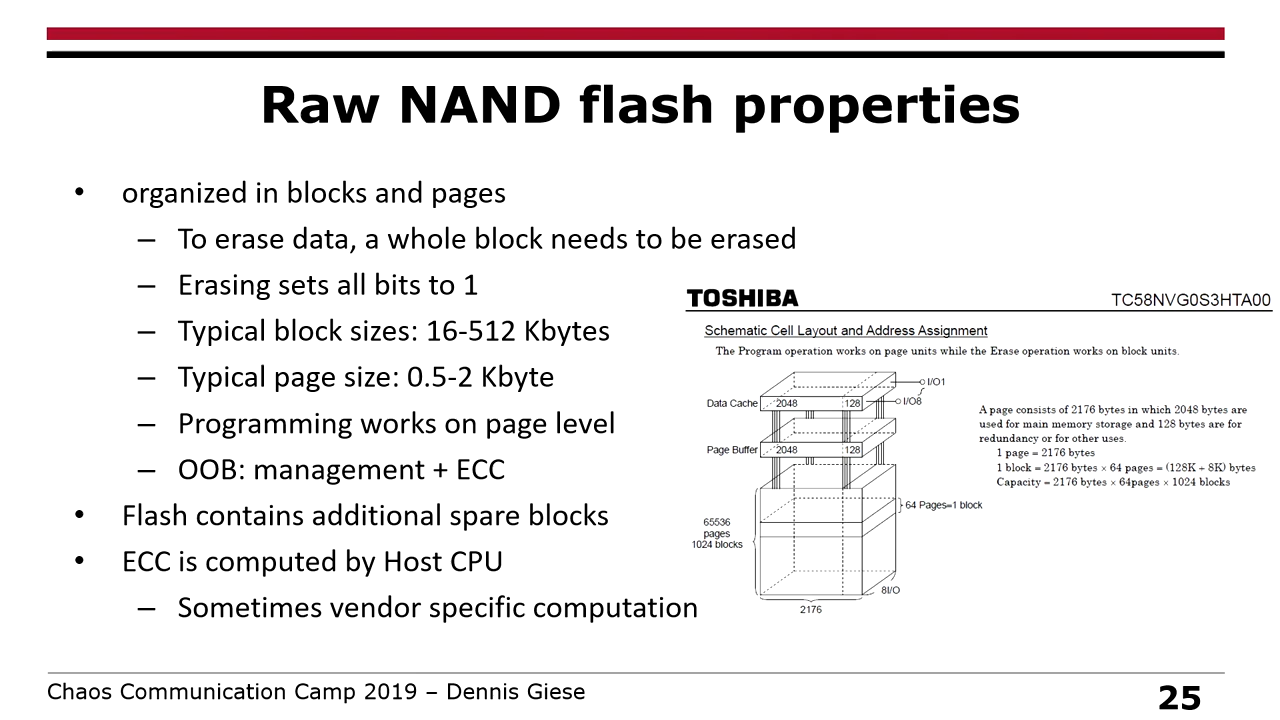 Raw NAND flash properties
• organized in blocks and pages
– To erase data, a whole block needs to be erased
– Erasing sets all bits to 1
– Typical block sizes: 16-512 Kbytes
– Typical page size: 0.5-2 Kbyte
– Programming works on page level
– OOB: management + ECC
• Flash contains additional spare blocks
• ECC is computed by Host CPU
– Sometimes vendor specific computation
TOSHIBA TC58NVG0S3HTA00
Schematic Cell Layout and Address Assignment
The Program operation works on page units while the Erase operation works on block units.
I/O1
Data Cache 2048 128 I/O8
Page Buffer 2048 128
64 Pages=1 block
65536
pages
1024 blocks
8I/O
2176
A page consists of 2176 bytes in which 2048 bytes are
used for main memory storage and 128 bytes are for
redundancy or for other uses.
1 page = 2176 bytes
1 block = 2176 bytes × 64 pages = (128K + 8K) bytes
Capacity = 2176 bytes × 64pages × 1024 blocks
Chaos Communication Camp 2019 – Dennis Giese
25